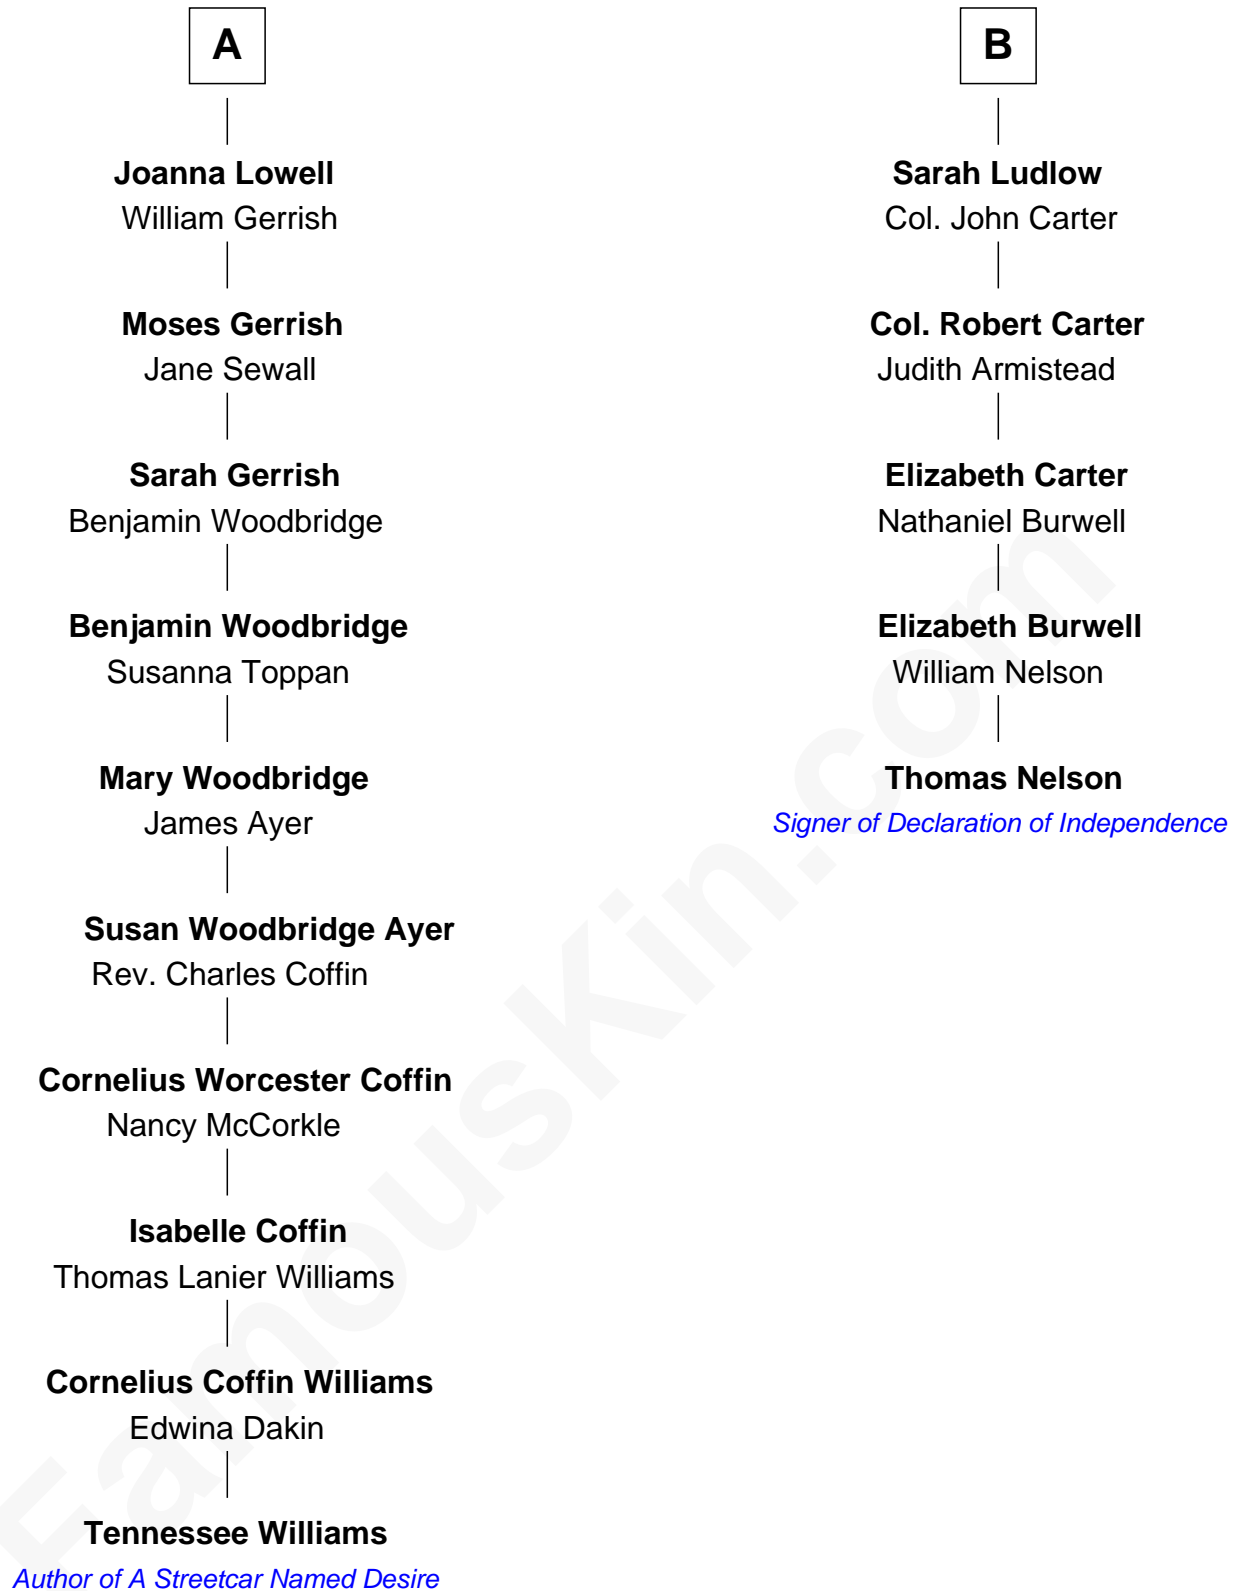 A
Joanna Lowell
William Gerrish
Moses Gerrish
Jane Sewall
Sarah Gerrish
Benjamin Woodbridge
Benjamin Woodbridge
Susanna Toppan
Mary Woodbridge
James Ayer
Susan Woodbridge Ayer
Rev. Charles Coffin
Cornelius Worcester Coffin
Nancy McCorkle
Isabelle Coffin
Thomas Lanier Williams
Cornelius Coffin Williams
Edwina Dakin
Tennessee Williams
Author of A Streetcar Named Desire
B
Sarah Ludlow
Col. John Carter
Col. Robert Carter
Judith Armistead
Elizabeth Carter
Nathaniel Burwell
Elizabeth Burwell
William Nelson
Thomas Nelson
Signer of Declaration of Independence
FamousKin.com